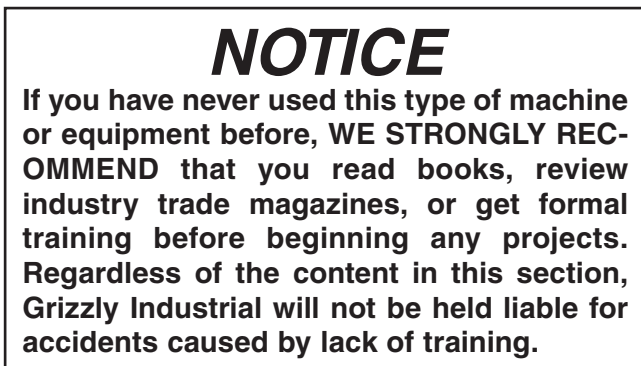 NOTICE
If you have never used this type of machine
or equipment before, WE STRONGLY REC-
OMMEND that you read books, review
industry trade magazines, or get formal
training before beginning any projects.
Regardless of the content in this section,
Grizzly Industrial will not be held liable for
accidents caused by lack of training.